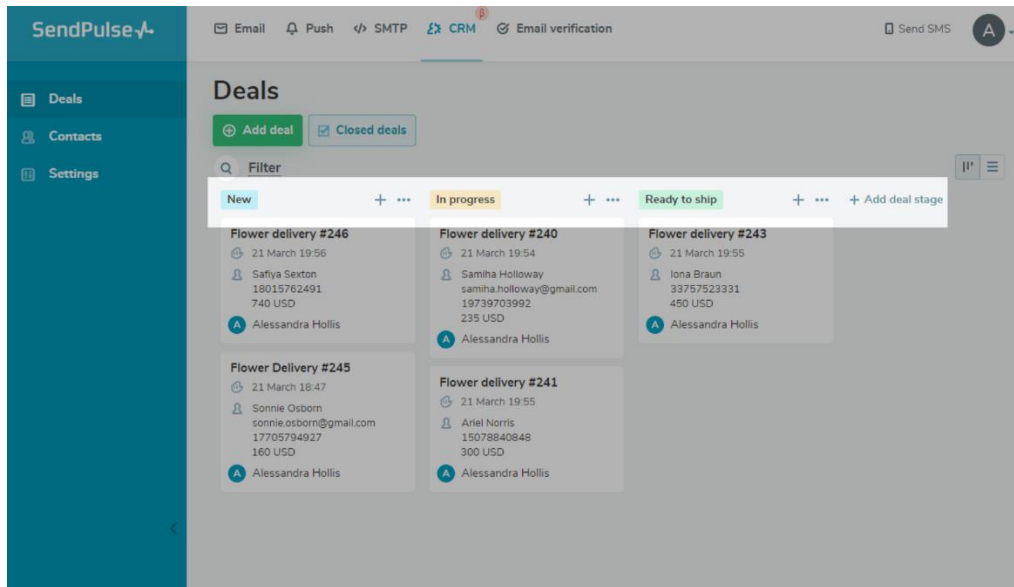 SendPulse
Email Push </> SMTP CRM β Email verification
Send SMS A
Deals
Contacts
Settings
Deals
Add deal Closed deals
Filter
New + ••• In progress + ••• Ready to ship + ••• + Add deal stage
Flower delivery #246
21 March 19:56
Safiya Sexton
18015762491
740 USD
A Alessandra Hollis
Flower Delivery #245
21 March 18:47
Sonnie Osborn
sonnie.osborn@gmail.com
17705794927
160 USD
A Alessandra Hollis
Flower delivery #240
21 March 19:54
Samiha Holloway
samiha.holloway@gmail.com
19739703992
235 USD
A Alessandra Hollis
Flower delivery #241
21 March 19:55
Ariel Norris
15078840848
300 USD
A Alessandra Hollis
Flower delivery #243
21 March 19:55
Iona Braun
33757523331
450 USD
A Alessandra Hollis